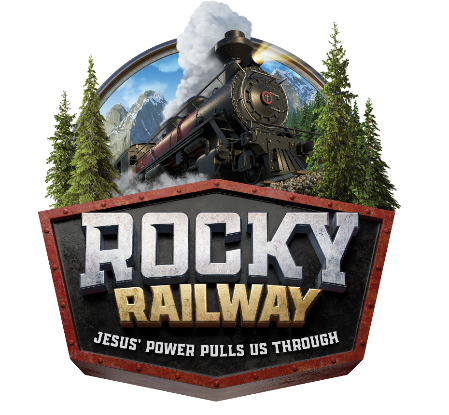 ROCKY
RAILWAY
JESUS' POWER PULLS US THROUGH